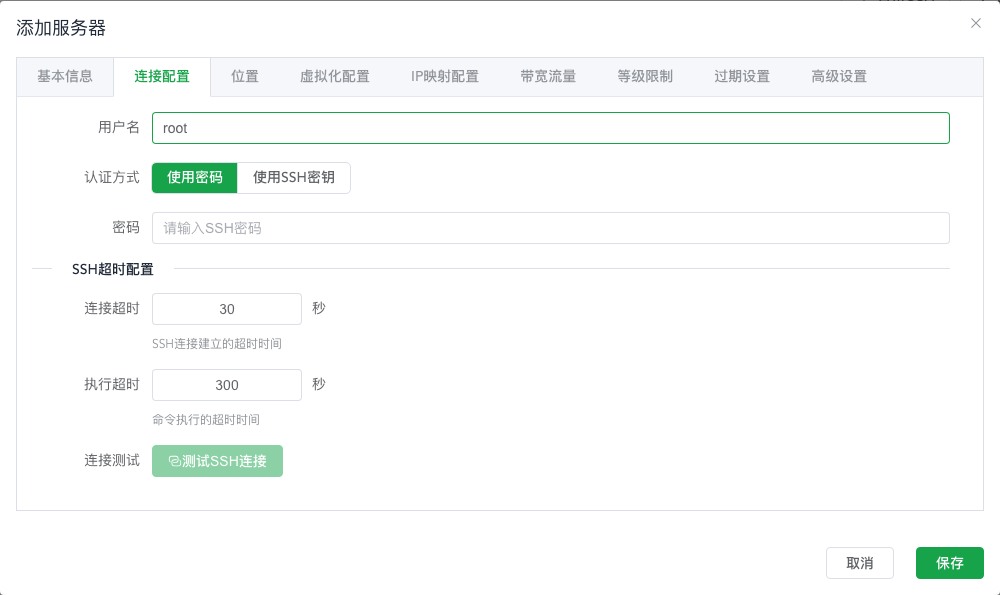 添加服务器
基本信息 连接配置 位置 虚拟化配置 IP映射配置 带宽流量 等级限制 过期设置 高级设置
用户名 root
认证方式 使用密码 使用SSH密钥
密码 请输入SSH密码
SSH超时配置
连接超时 30 秒
SSH连接建立的超时时间
执行超时 300 秒
命令执行的超时时间
连接测试 测试SSH连接
取消 保存